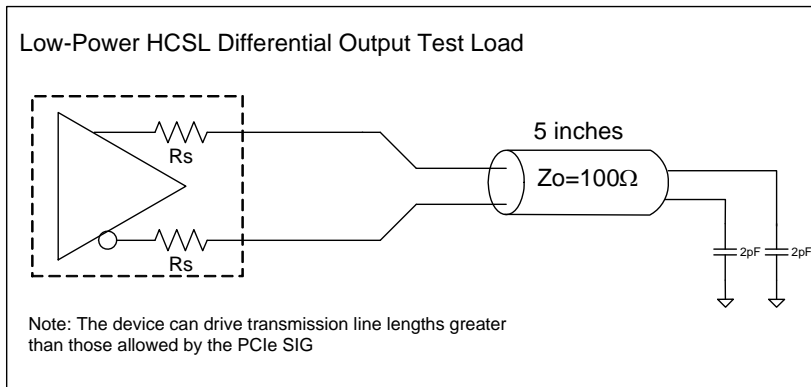 Low-Power HCSL Differential Output Test Load
Rs
Rs
5 inches
Zo=100Ω
2pF
2pF
Note: The device can drive transmission line lengths greater
than those allowed by the PCIe SIG